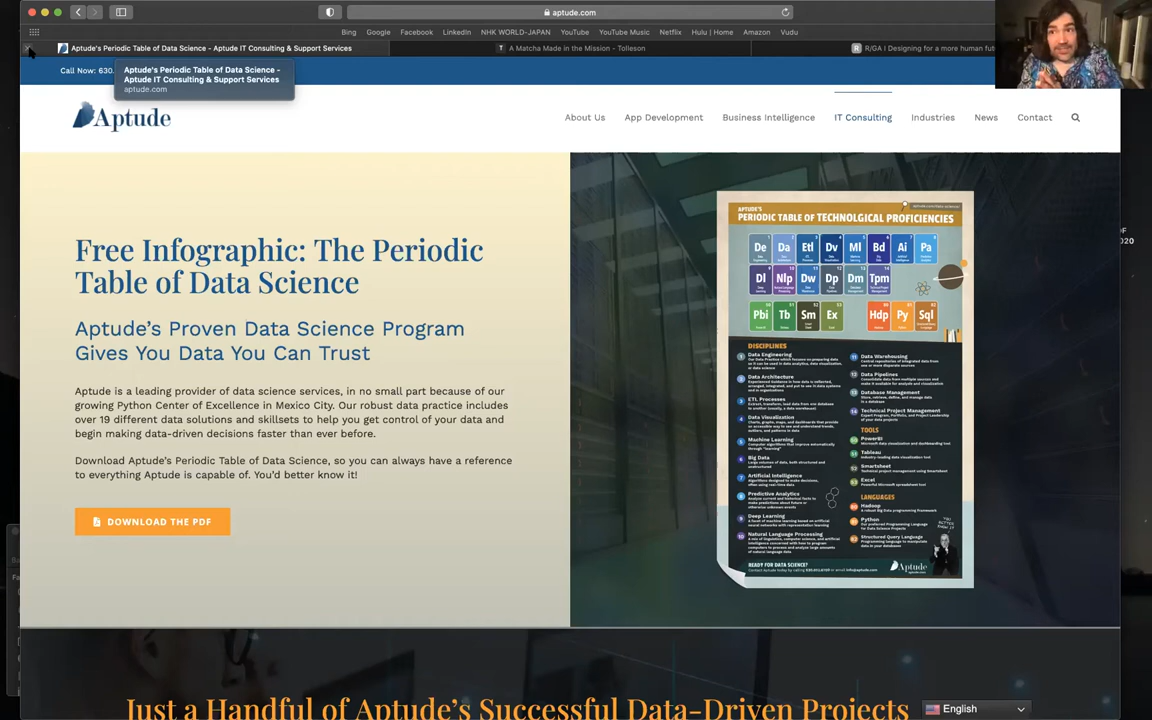 aptude.com
Bing Google Facebook LinkedIn NHK WORLD-JAPAN YouTube YouTube Music Netflix Hulu | Home Amazon Vudu
Aptude's Periodic Table of Data Science - Aptude IT Consulting & Support Services
A Matcha Made in the Mission - Tolleson
R/GA | Designing for a more human fut
Call Now: 630.
Aptude's Periodic Table of Data Science -
Aptude IT Consulting & Support Services
aptude.com
Aptude
About Us App Development Business Intelligence IT Consulting Industries News Contact
Free Infographic: The Periodic
Table of Data Science
Aptude's Proven Data Science Program
Gives You Data You Can Trust
Aptude is a leading provider of data science services, in no small part because of our
growing Python Center of Excellence in Mexico City. Our robust data practice includes
over 19 different data solutions and skillsets to help you get control of your data and
begin making data-driven decisions faster than ever before.
Download Aptude's Periodic Table of Data Science, so you can always have a reference
to everything Aptude is capable of. You'd better know it!
DOWNLOAD THE PDF
APTUDE'S
PERIODIC TABLE OF TECHNOLGICAL PROFICIENCIES
De Da Etl Dv Ml Bd Ai Pa
Dl Nlp Dw Dp Dm Tpm
Pbi Tb Sm Ex Hdp Py Sql
DISCIPLINES
Data Engineering
Data Architecture
ETL Processes
Data Visualization
Machine Learning
Big Data
Artificial Intelligence
Predictive Analytics
Deep Learning
Natural Language Processing
Data Warehousing
Data Pipelines
Database Management
Technical Project Management
TOOLS
PowerBI
Tableau
Smartsheet
Excel
LANGUAGES
Hadoop
Python
Structured Query Language
READY FOR DATA SCIENCE?
Aptude
Just a Handful of Aptude's Successful Data-Driven Projects
English